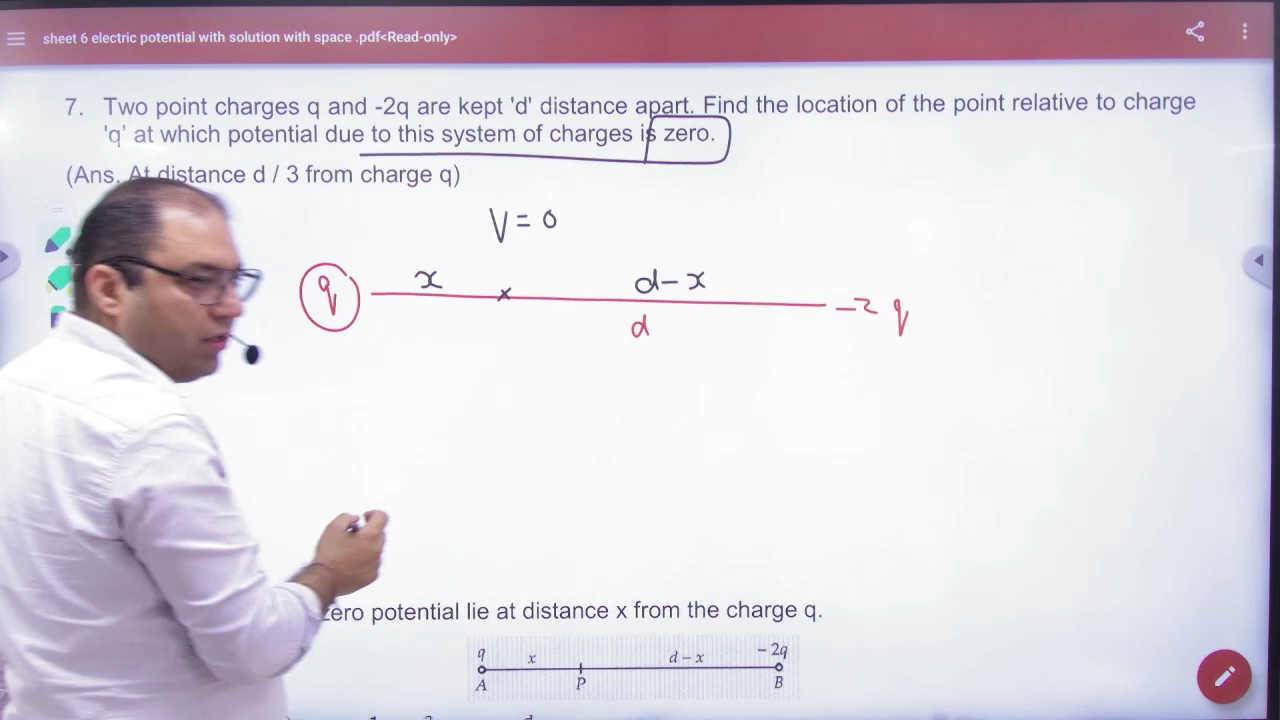 sheet 6 electric potential with solution with space .pdf<Read-only>
7. Two point charges q and -2q are kept 'd' distance apart. Find the location of the point relative to charge
'q' at which potential due to this system of charges is zero.
(Ans. At distance d / 3 from charge q)
V = 0
q x d-x -2q
d
zero potential lie at distance x from the charge q.
q x d-x -2q
A P B